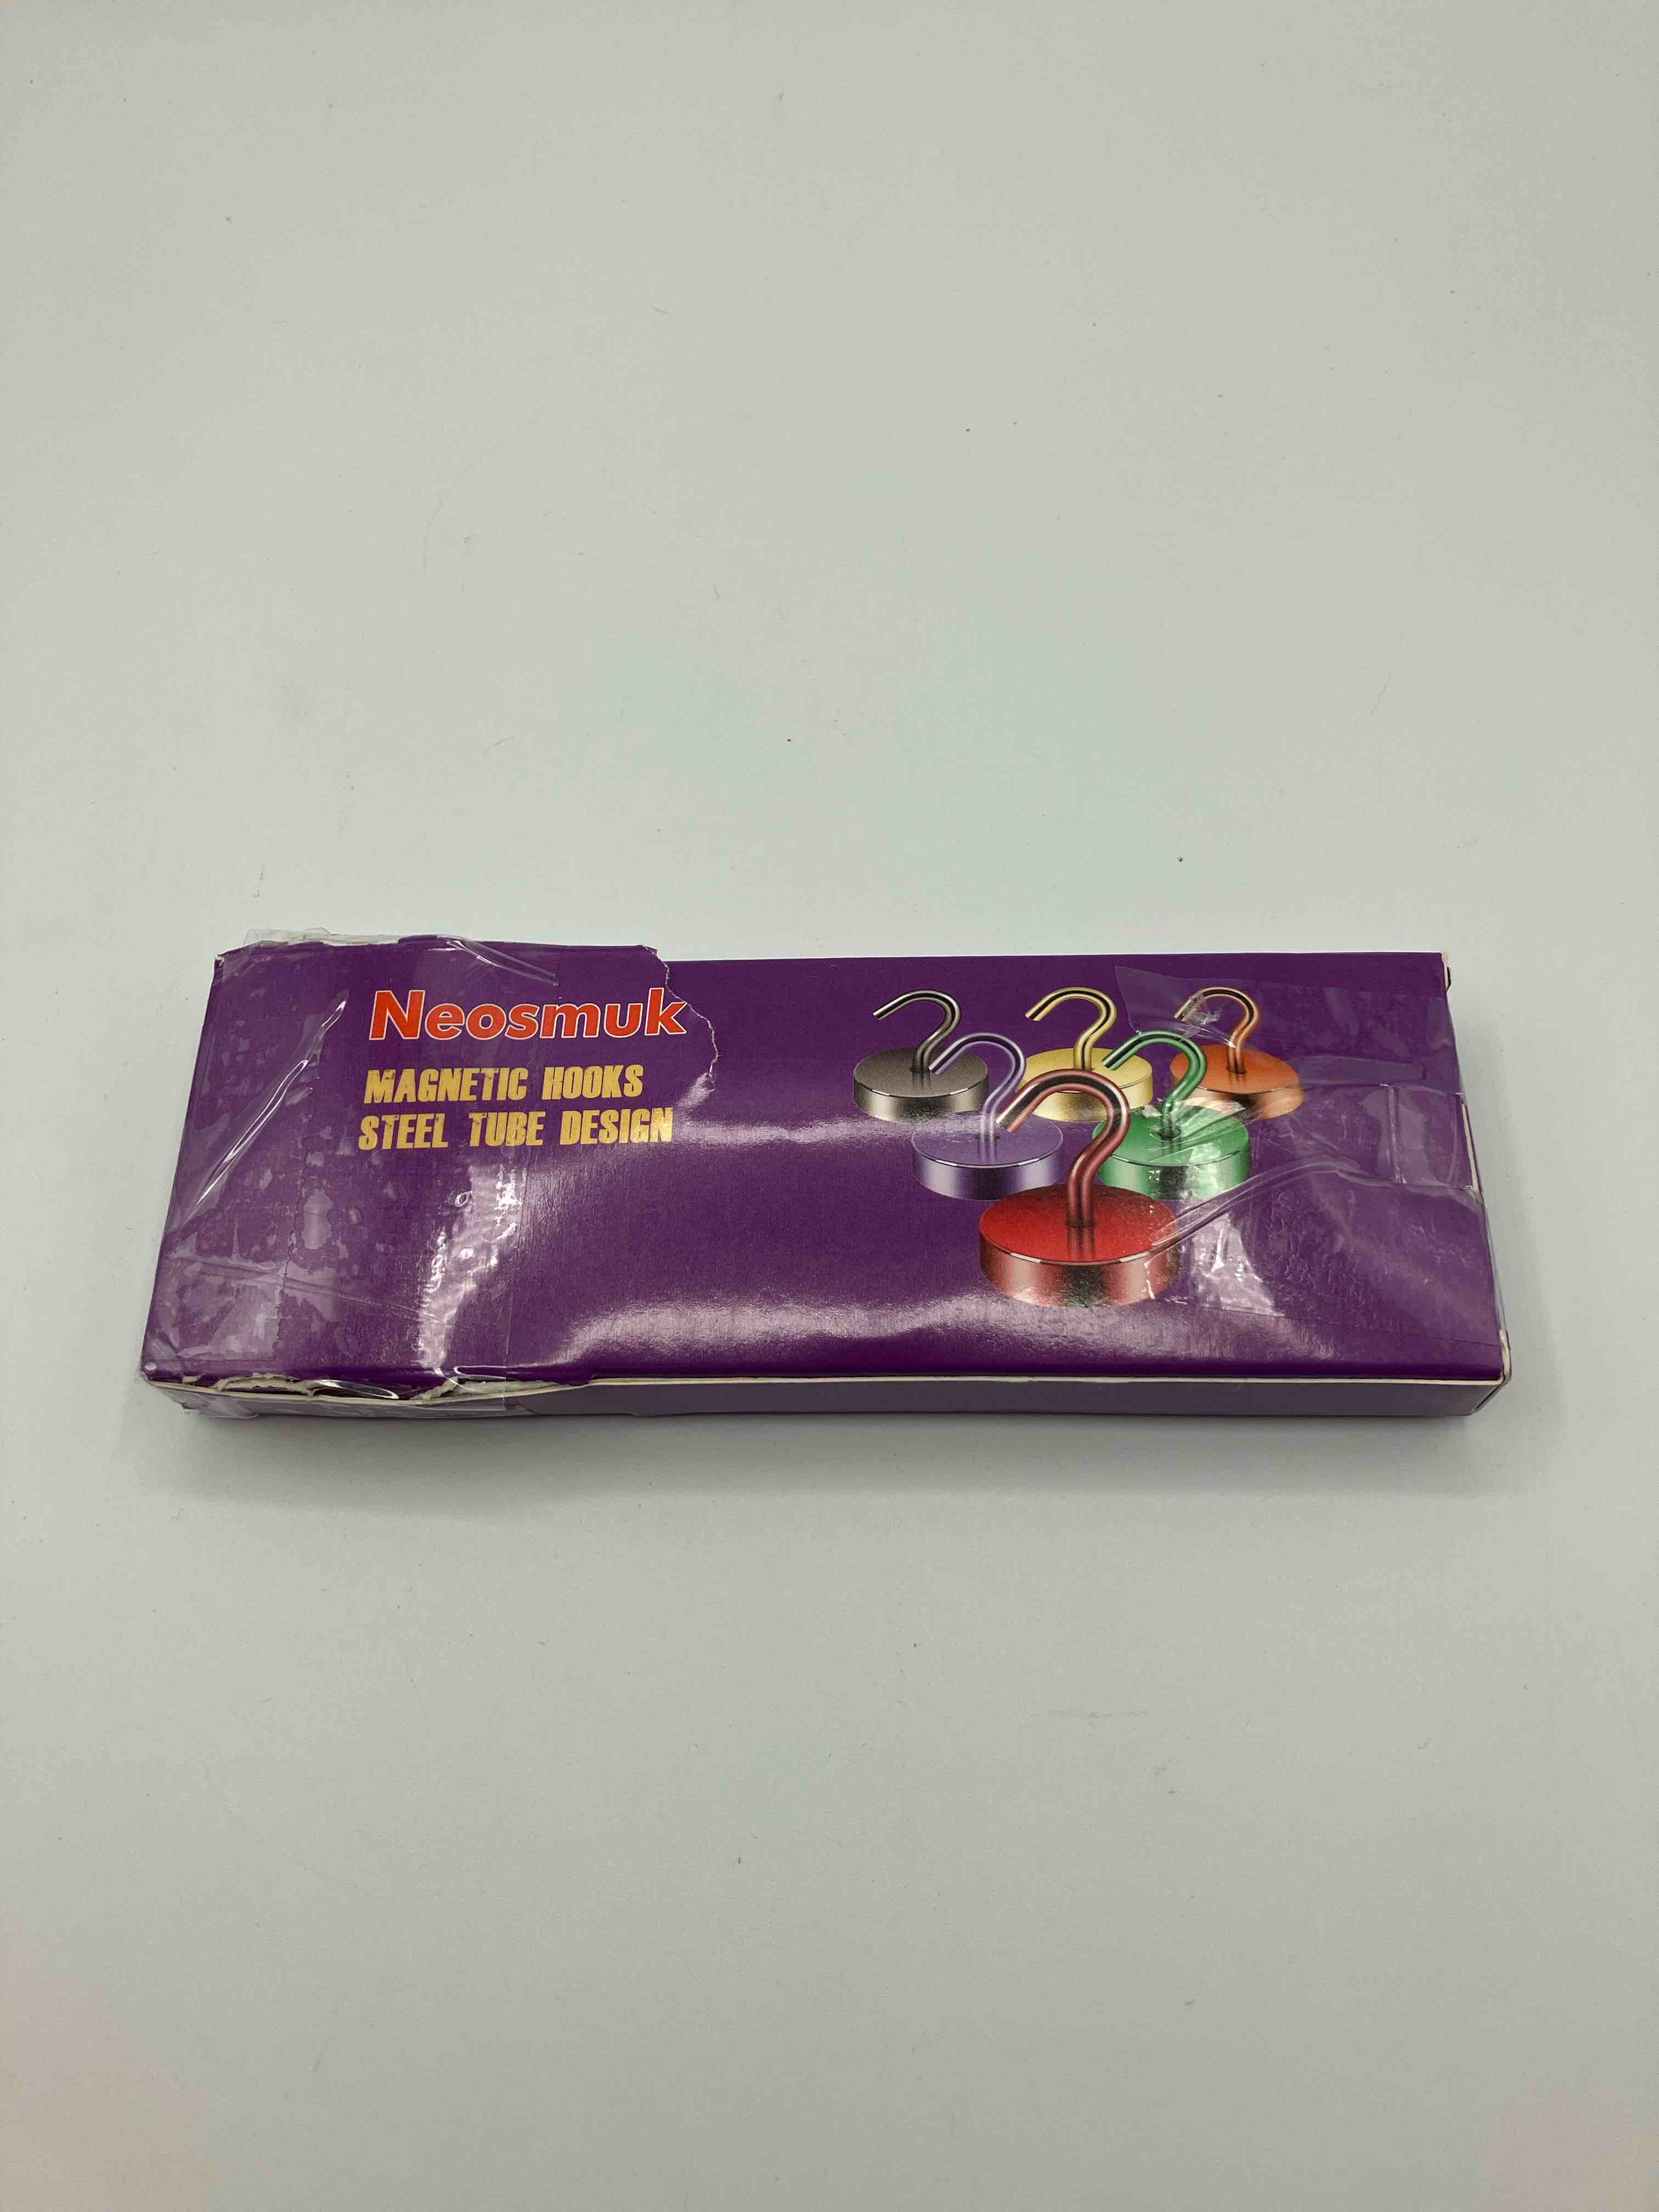 Neosmuk
MAGNETIC HOOKS
STEEL TUBE DESIGN